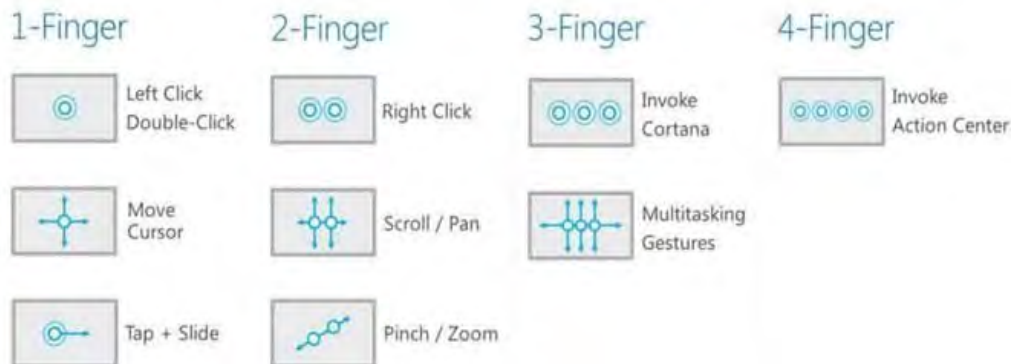 1-Finger
2-Finger
3-Finger
4-Finger
Left Click
Double-Click
Right Click
Invoke
Cortana
Invoke
Action Center
Move
Cursor
Scroll / Pan
Multitasking
Gestures
Tap + Slide
Pinch / Zoom